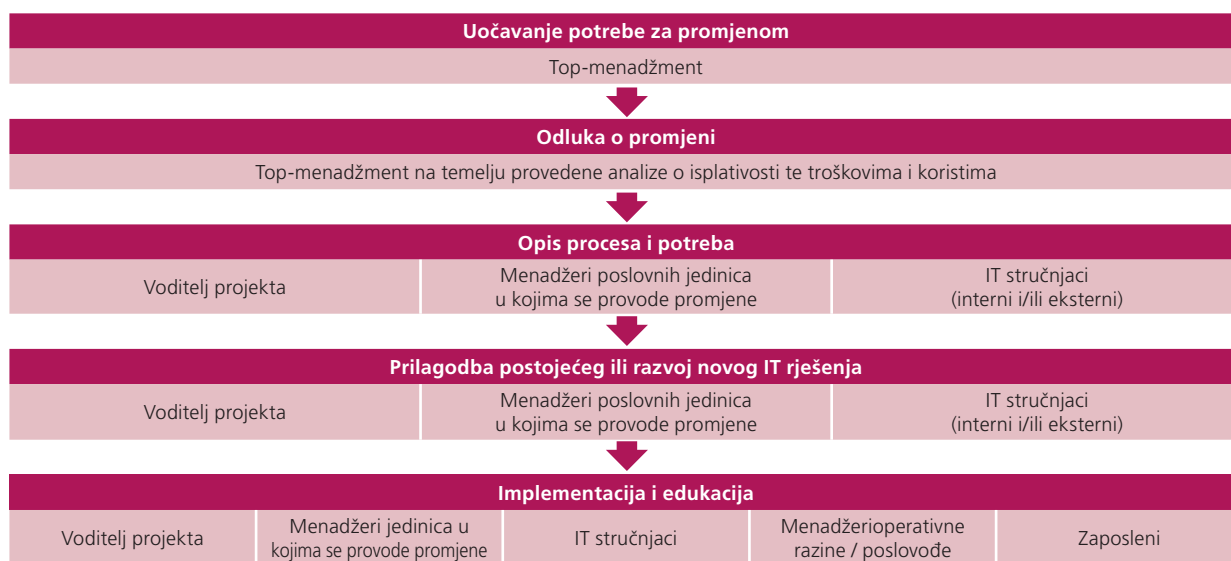 Uočavanje potrebe za promjenom
Top-menadžment
Odluka o promjeni
Top-menadžment na temelju provedene analize o isplativosti te troškovima i koristima
Opis procesa i potreba
Voditelj projekta
Menadžeri poslovnih jedinica
u kojima se provode promjene
IT stručnjaci
(interni i/ili eksterni)
Prilagodba postojećeg ili razvoj novog IT rješenja
Voditelj projekta
Menadžeri poslovnih jedinica
u kojima se provode promjene
IT stručnjaci
(interni i/ili eksterni)
Implementacija i edukacija
Voditelj projekta
Menadžeri jedinica u
kojima se provode promjene
IT stručnjaci
Menadžerioperativne
razine / poslovođe
Zaposleni